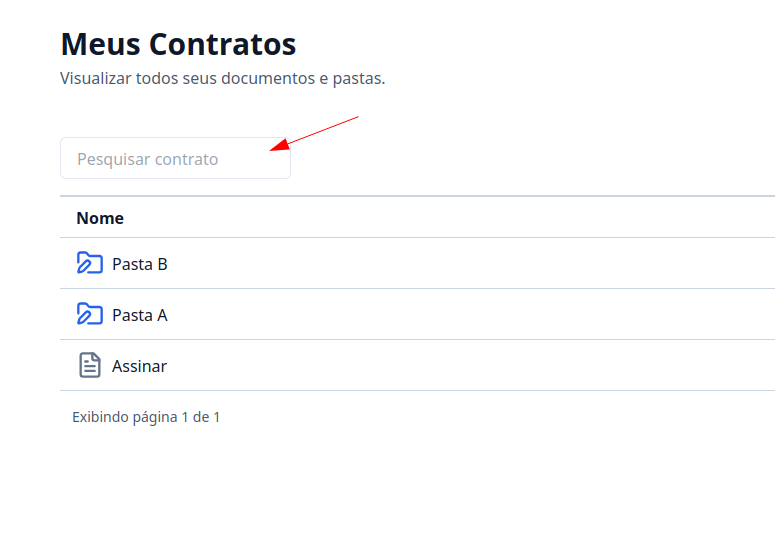 Meus Contratos
Visualizar todos seus documentos e pastas.
Pesquisar contrato
Nome
Pasta B
Pasta A
Assinar
Exibindo página 1 de 1